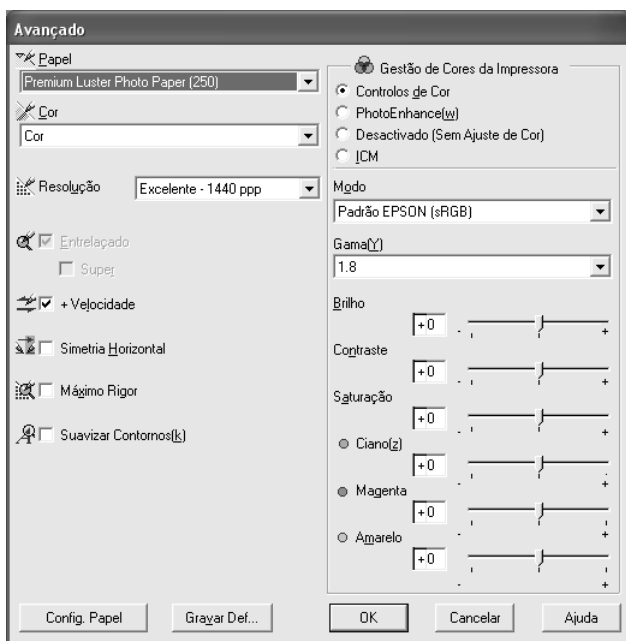 Avançado
Papel
Premium Luster Photo Paper (250)
Cor
Cor
Resolução Excelente - 1440 ppp
Entrelaçado
Super
+ Velocidade
Simetria Horizontal
Máximo Rigor
Suavizar Contornos(k)
Gestão de Cores da Impressora
Controlos de Cor
PhotoEnhance(w)
Desactivado (Sem Ajuste de Cor)
ICM
Modo
Padrão EPSON (sRGB)
Gama(Y)
1.8
Brilho
+0 - +
Contraste
+0 - +
Saturação
+0 - +
Ciano(z)
+0 - +
Magenta
+0 - +
Amarelo
+0 - +
Config. Papel Gravar Def... OK Cancelar Ajuda